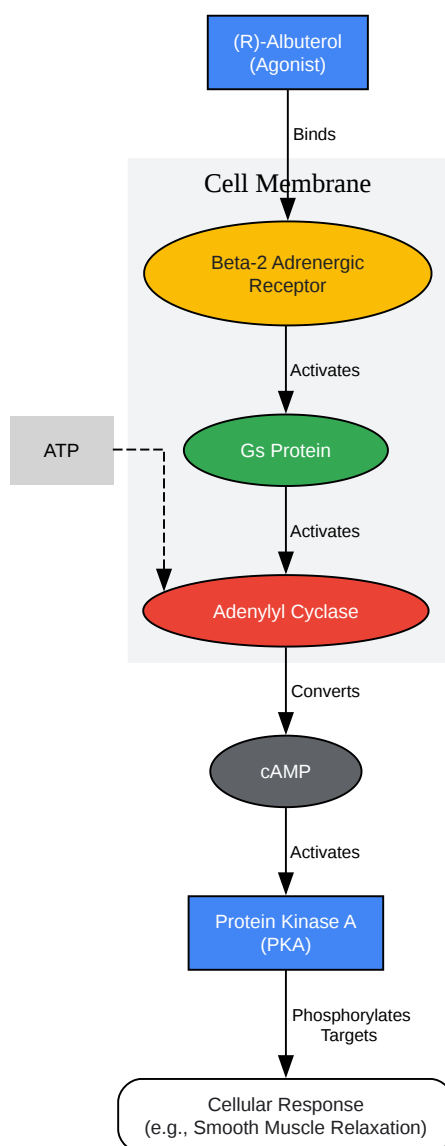 (R)-Albuterol
(Agonist)
Binds
Cell Membrane
Beta-2 Adrenergic
Receptor
Activates
ATP
Gs Protein
Activates
Adenylyl Cyclase
Converts
cAMP
Activates
Protein Kinase A
(PKA)
Phosphorylates
Targets
Cellular Response
(e.g., Smooth Muscle Relaxation)